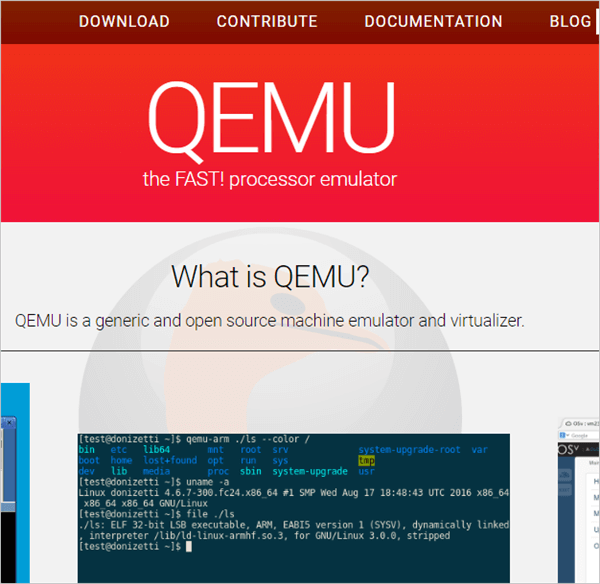 DOWNLOAD CONTRIBUTE DOCUMENTATION BLOG
QEMU
the FAST! processor emulator
What is QEMU?
QEMU is a generic and open source machine emulator and virtualizer.
[test@donizetti ~]$ qemu-arm ./ls --color /
bin etc lib64 mnt root srv system-upgrade-root var
boot home lost+found opt run sys tmp
dev lib media proc sbin system-upgrade usr
[test@donizetti ~]$ uname -a
Linux donizetti 4.6.7-300.fc24.x86_64 #1 SMP Wed Aug 17 18:48:43 UTC 2016 x86_64
x86_64 x86_64 GNU/Linux
[test@donizetti ~]$ file ./ls
./ls: ELF 32-bit LSB executable, ARM, EABI5 version 1 (SYSV), dynamically linked
, interpreter /lib/ld-linux-armhf.so.3, for GNU/Linux 3.0.0, stripped
[test@donizetti ~]$